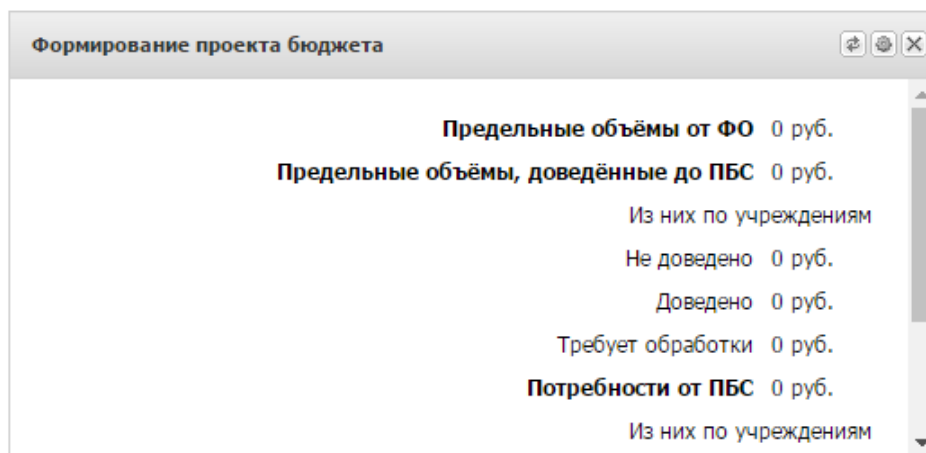 Формирование проекта бюджета
Предельные объёмы от ФО 0 руб.
Предельные объёмы, доведённые до ПБС 0 руб.
Из них по учреждениям
Не доведено 0 руб.
Доведено 0 руб.
Требует обработки 0 руб.
Потребности от ПБС 0 руб.
Из них по учреждениям